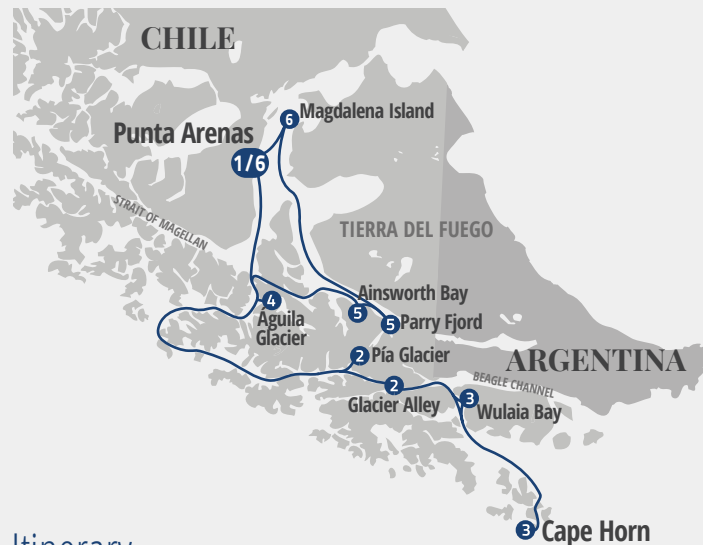 CHILE
6
Magdalena Island
Punta Arenas
1/6
STRAIT OF MAGELLAN
TIERRA DEL FUEGO
Ainsworth Bay
4
5
Águila
Glacier
5
Parry Fjord
2
Pía Glacier
ARGENTINA
2
BEAGLE CHANNEL
Glacier Alley
3
Wulaia Bay
3
Cape Horn
Itinerary